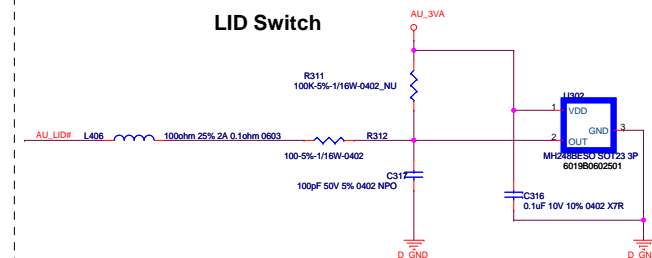 LID Switch
AU_3VA
R311
100K-5%-1/16W-0402_NU
U302
1
VDD
GND
3
2
OUT
MH248BESO SOT23 3P
6019B0602501
AU_LID#
L406
100ohm 25% 2A 0.1ohm 0603
R312
100-5%-1/16W-0402
C317
100pF 50V 5% 0402 NPO
C316
0.1uF 10V 10% 0402 X7R
D_GND
D_GN